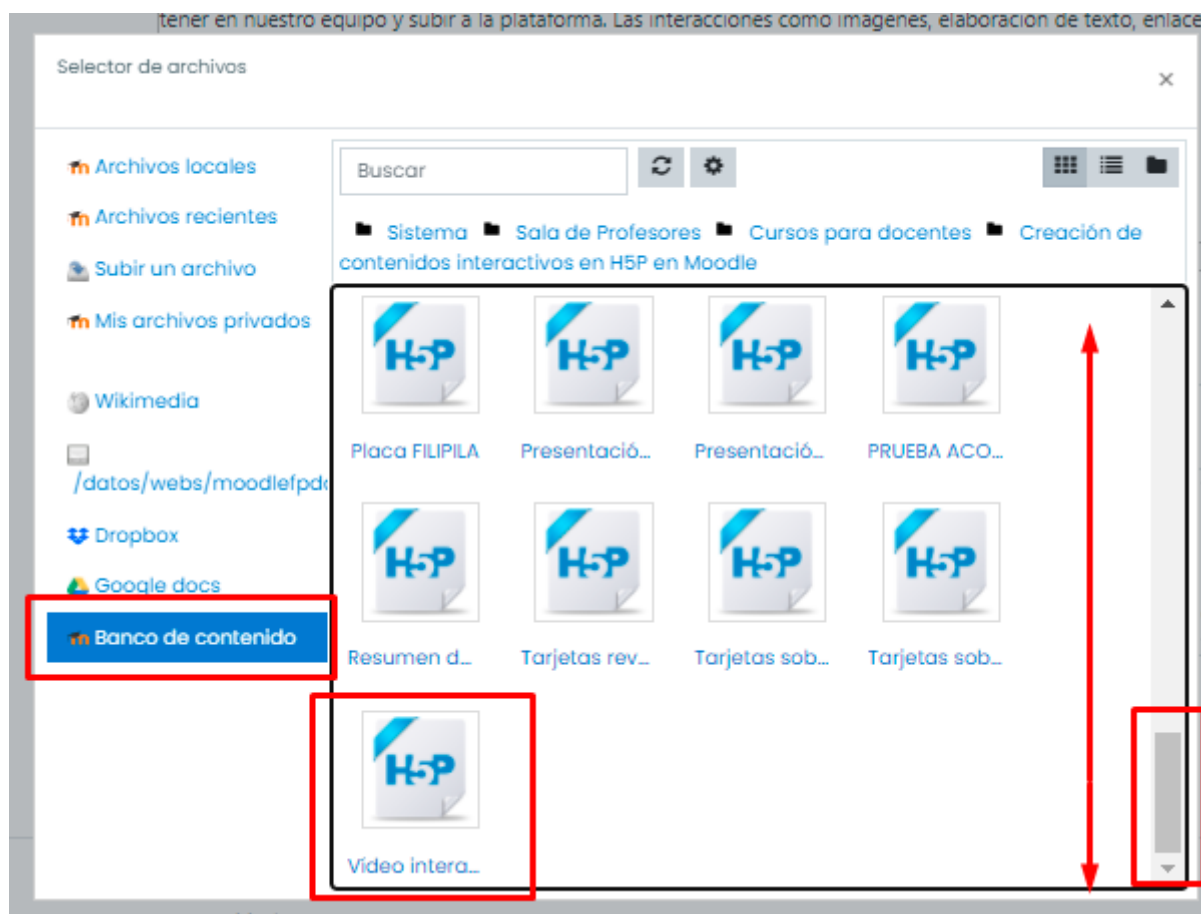 tener en nuestro equipo y subir a la plataforma. Las interacciones como imágenes, elaboración de texto, enlace
Selector de archivos
×
Archivos locales
Archivos recientes
Subir un archivo
Mis archivos privados
Wikimedia
/datos/webs/moodlefpd
Dropbox
Google docs
Banco de contenido
Buscar
Sistema Sala de Profesores Cursos para docentes Creación de
contenidos interactivos en H5P en Moodle
H5P H5P H5P H5P
Placa FILIPILA Presentació... Presentació... PRUEBA ACO...
H5P H5P H5P H5P
Resumen d... Tarjetas rev... Tarjetas sob... Tarjetas sob...
H5P
Vídeo intera...